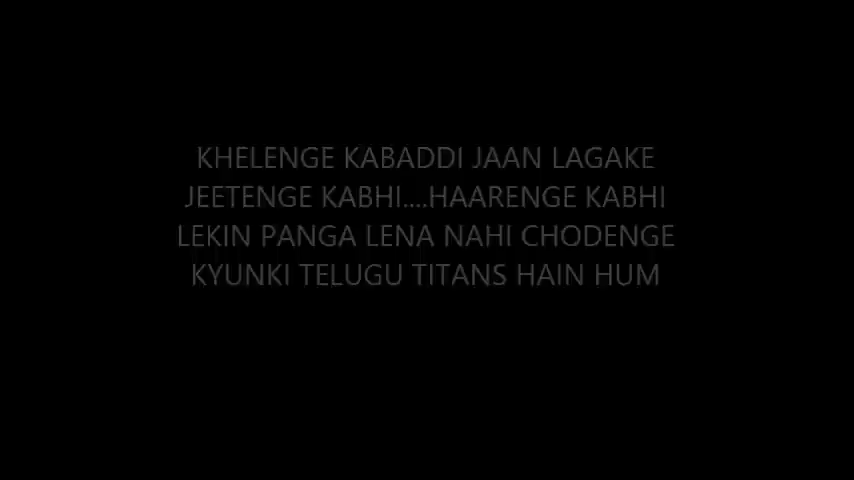 KHELENGE KABADDI JAAN LAGAKE
JEETENGE KABHI....HAARENGE KABHI
LEKIN PANGA LENA NAHI CHODENGE
KYUNKI TELUGU TITANS HAIN HUM